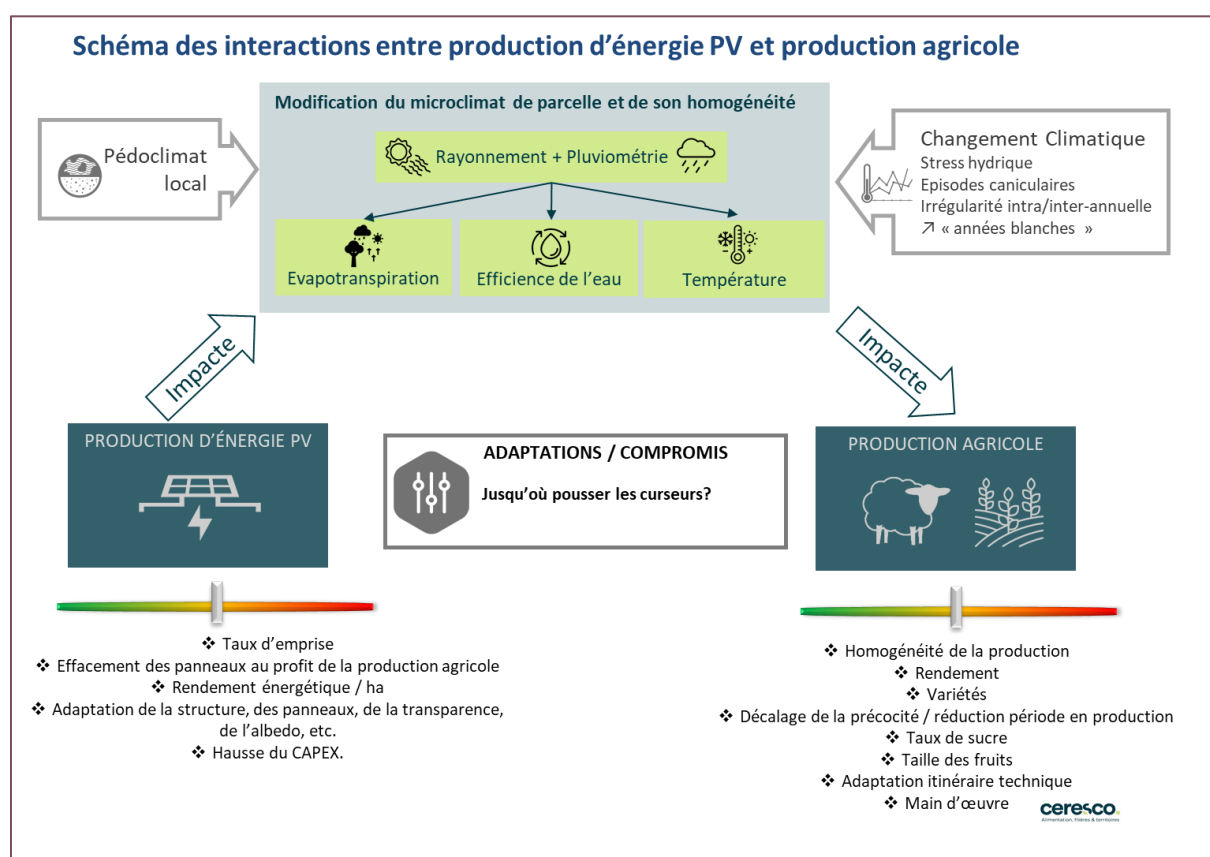 Schéma des interactions entre production d’énergie PV et production agricole
Modification du microclimat de parcelle et de son homogénéité
Pédoclimat
local
Rayonnement + Pluviométrie
Evapotranspiration
Efficience de l’eau
Température
Changement Climatique
Stress hydrique
Episodes caniculaires
Irrégularité intra/inter-annuelle
↗ « années blanches »
Impacte
Impacte
PRODUCTION D’ÉNERGIE PV
ADAPTATIONS / COMPROMIS
Jusqu’où pousser les curseurs?
PRODUCTION AGRICOLE
❖ Taux d’emprise
❖ Effacement des panneaux au profit de la production agricole
❖ Rendement énergétique / ha
❖ Adaptation de la structure, des panneaux, de la transparence,
de l’albedo, etc.
❖ Hausse du CAPEX.
❖ Homogénéité de la production
❖ Rendement
❖ Variétés
❖ Décalage de la précocité / réduction période en production
❖ Taux de sucre
❖ Taille des fruits
❖ Adaptation itinéraire technique
❖ Main d’œuvre
ceresco.
Alimentation, filières & territoires